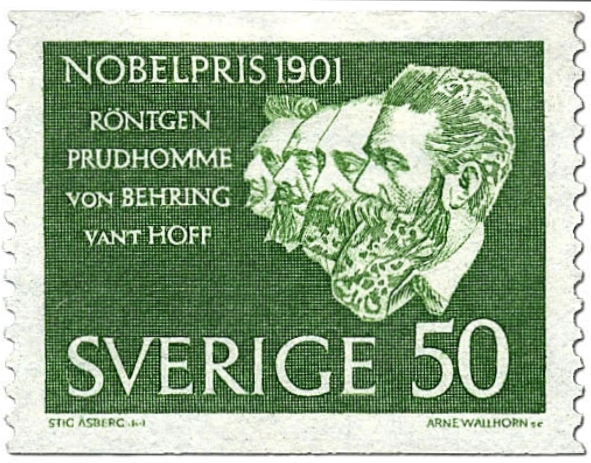 NOBELPRIS 1901
RÖNTGEN
PRUDHOMME
VON BEHRING
VANT HOFF
SVERIGE 50
STIG ÅSBERG
ARNE WALLHORN sc